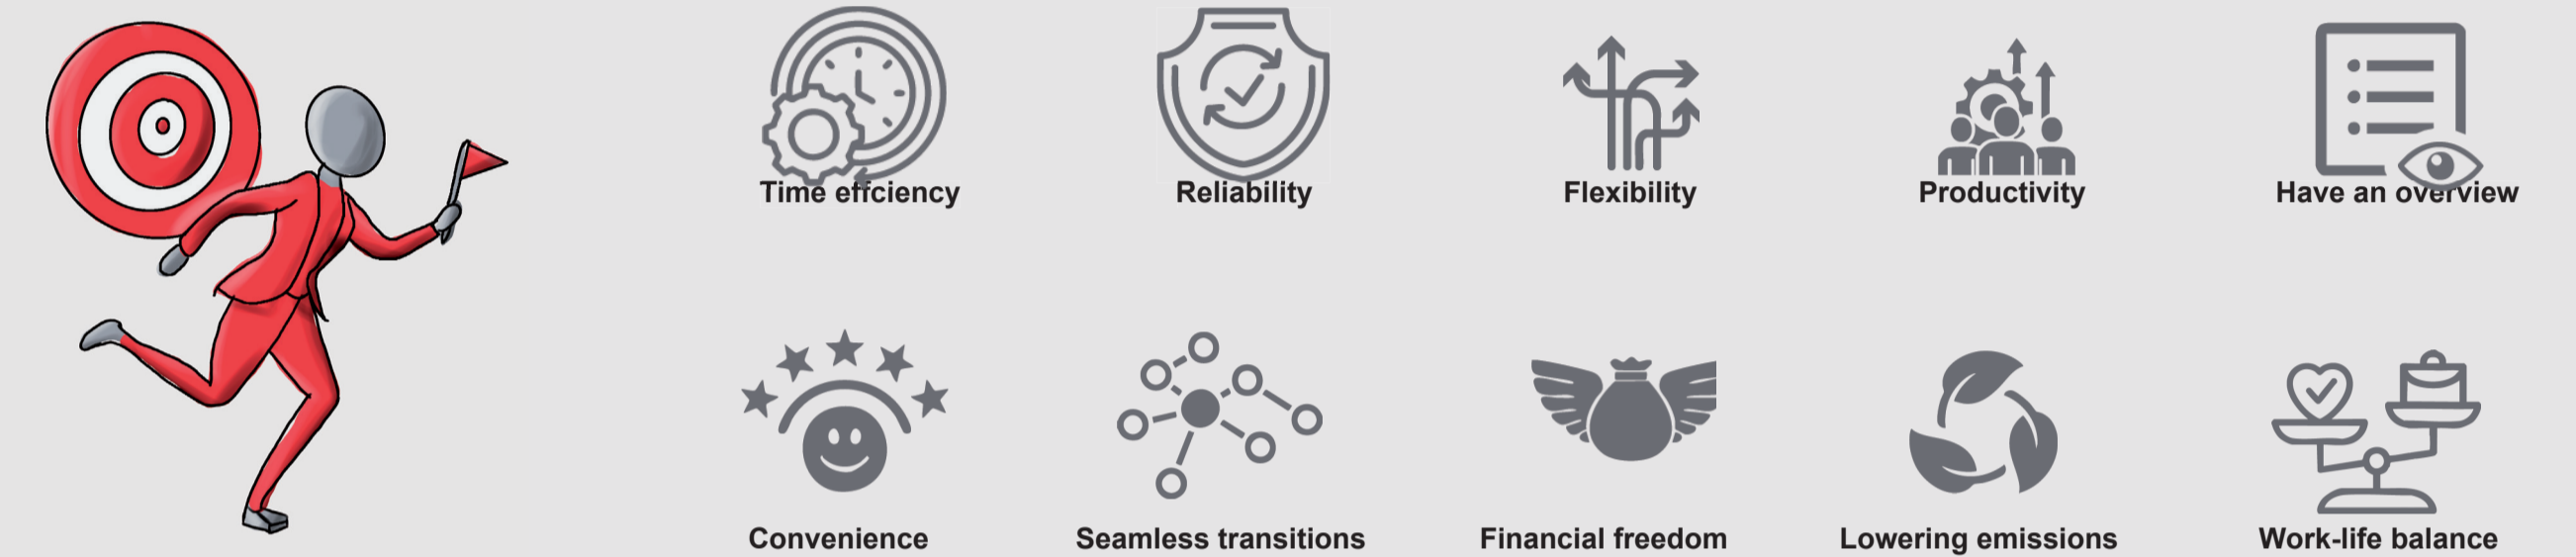 Time effciency
Reliability
Flexibility
Productivity
Have an overview
Convenience
Seamless transitions
Financial freedom
Lowering emissions
Work-life balance